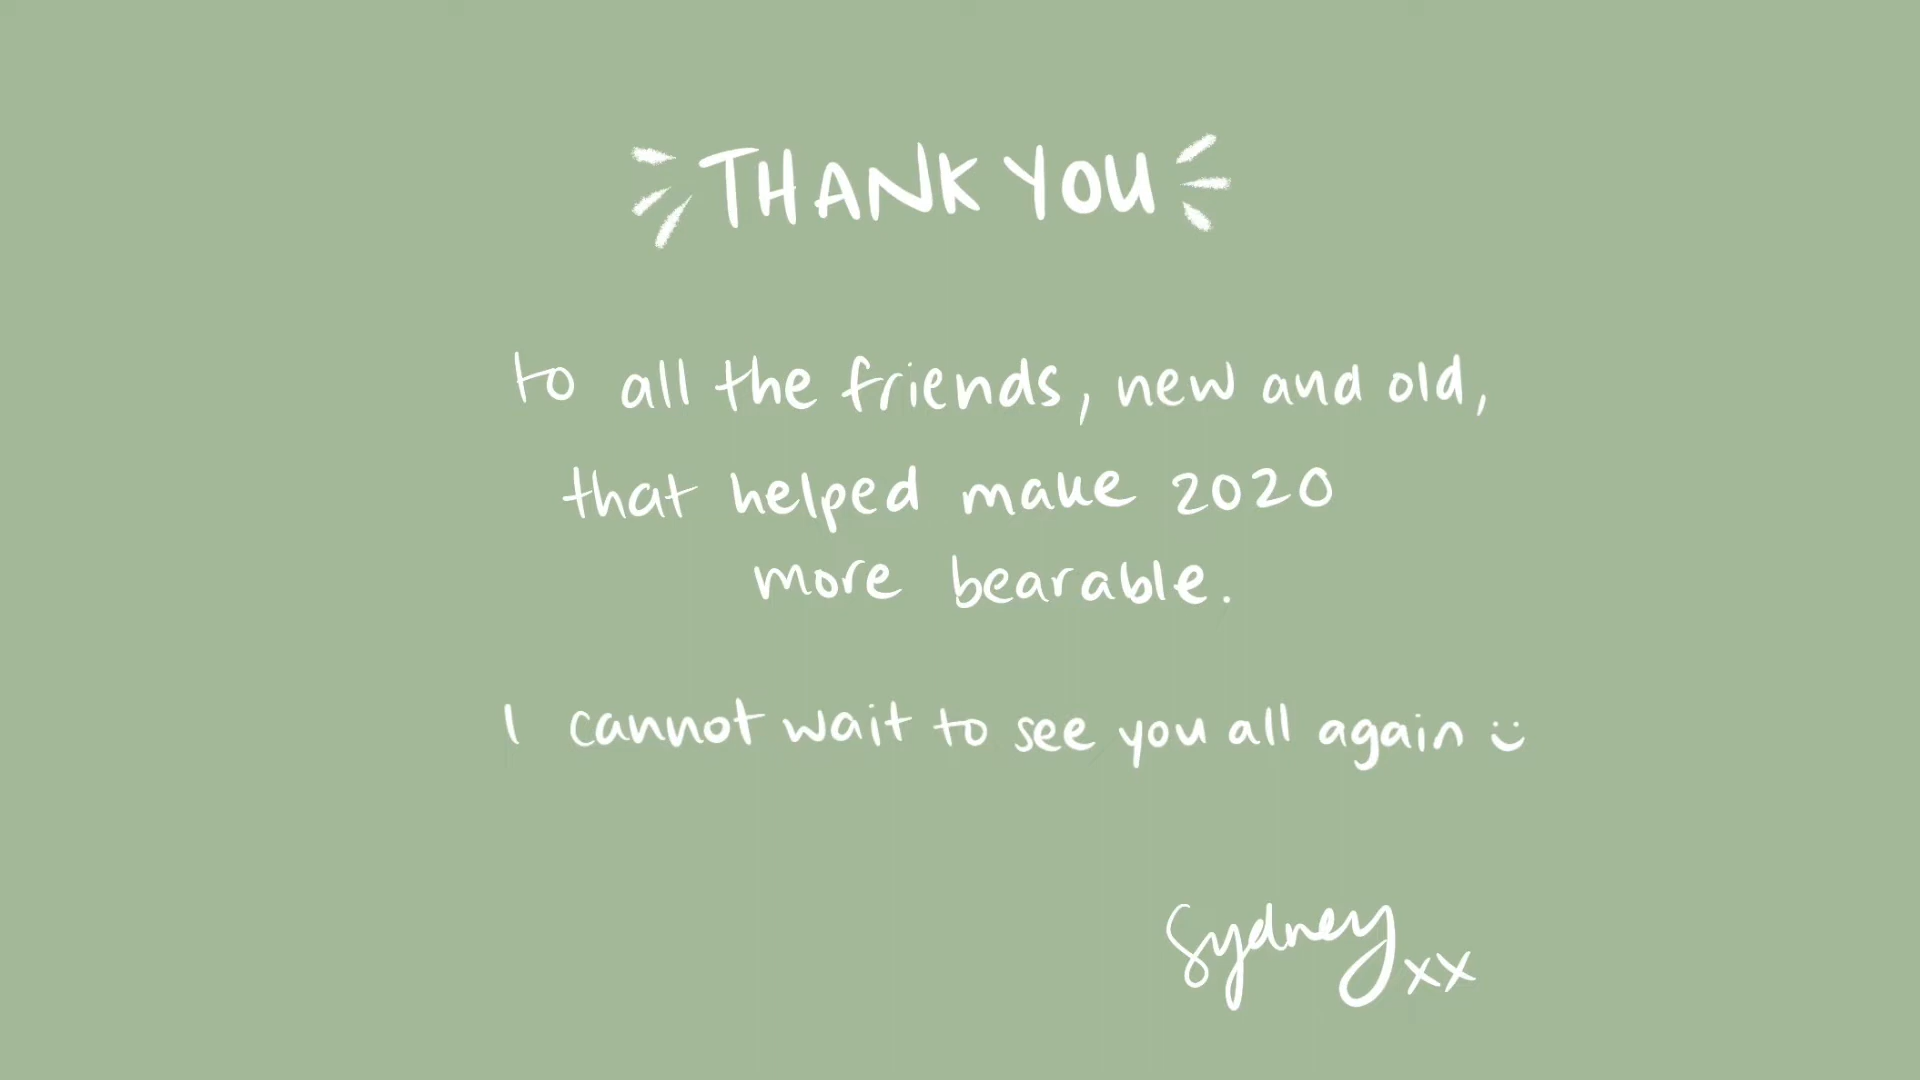 THANK YOU
to all the friends, new and old,
that helped make 2020
more bearable.
I cannot wait to see you all again :)
Sydney xx